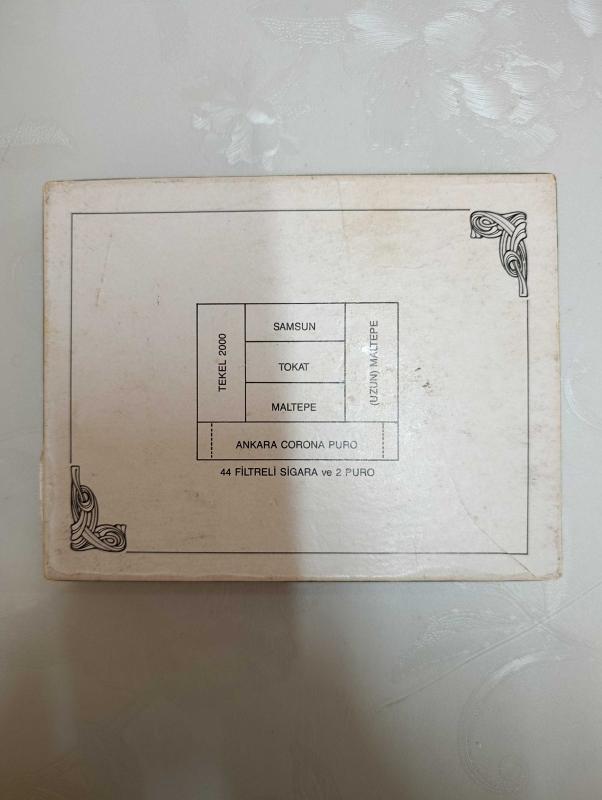 TEKEL 2000
SAMSUN
TOKAT
MALTEPE
(UZUN) MALTEPE
ANKARA CORONA PURO
44 FİLTRELİ SİGARA ve 2 PURO